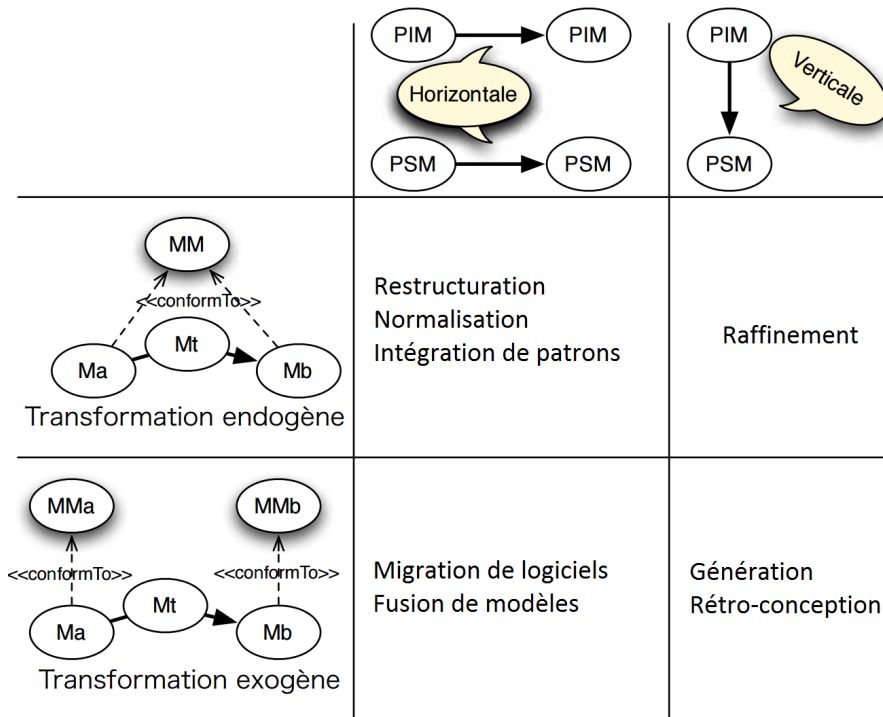 PIM
PIM
PIM
Horizontale
Verticale
PSM
PSM
PSM
MM
<<conformTo>>
Mt
Ma
Mb
Transformation endogène
Restructuration
Normalisation
Intégration de patrons
Raffinement
MMa
MMb
<<conformTo>>
<<conformTo>>
Mt
Ma
Mb
Transformation exogène
Migration de logiciels
Fusion de modèles
Génération
Rétro-conception